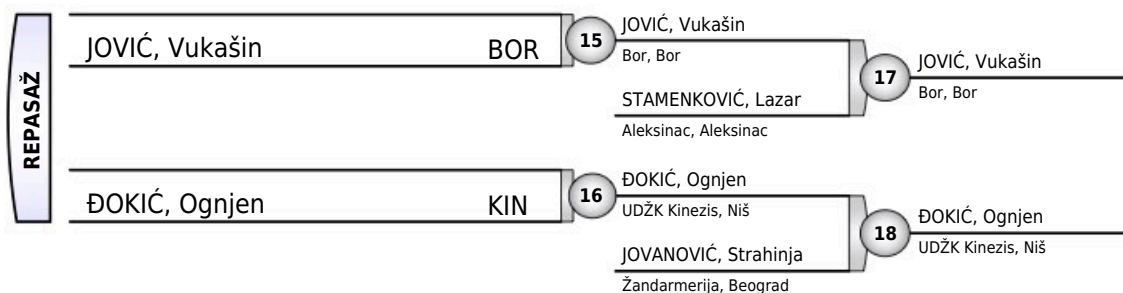 REPASAŽ
JOVIĆ, Vukašin BOR
15
JOVIĆ, Vukašin
Bor, Bor
STAMENKOVIĆ, Lazar
Aleksinac, Aleksinac
17
JOVIĆ, Vukašin
Bor, Bor
ĐOKIĆ, Ognjen KIN
16
ĐOKIĆ, Ognjen
UDŽK Kinezis, Niš
JOVANOVIĆ, Strahinja
Žandarmerija, Beograd
18
ĐOKIĆ, Ognjen
UDŽK Kinezis, Niš